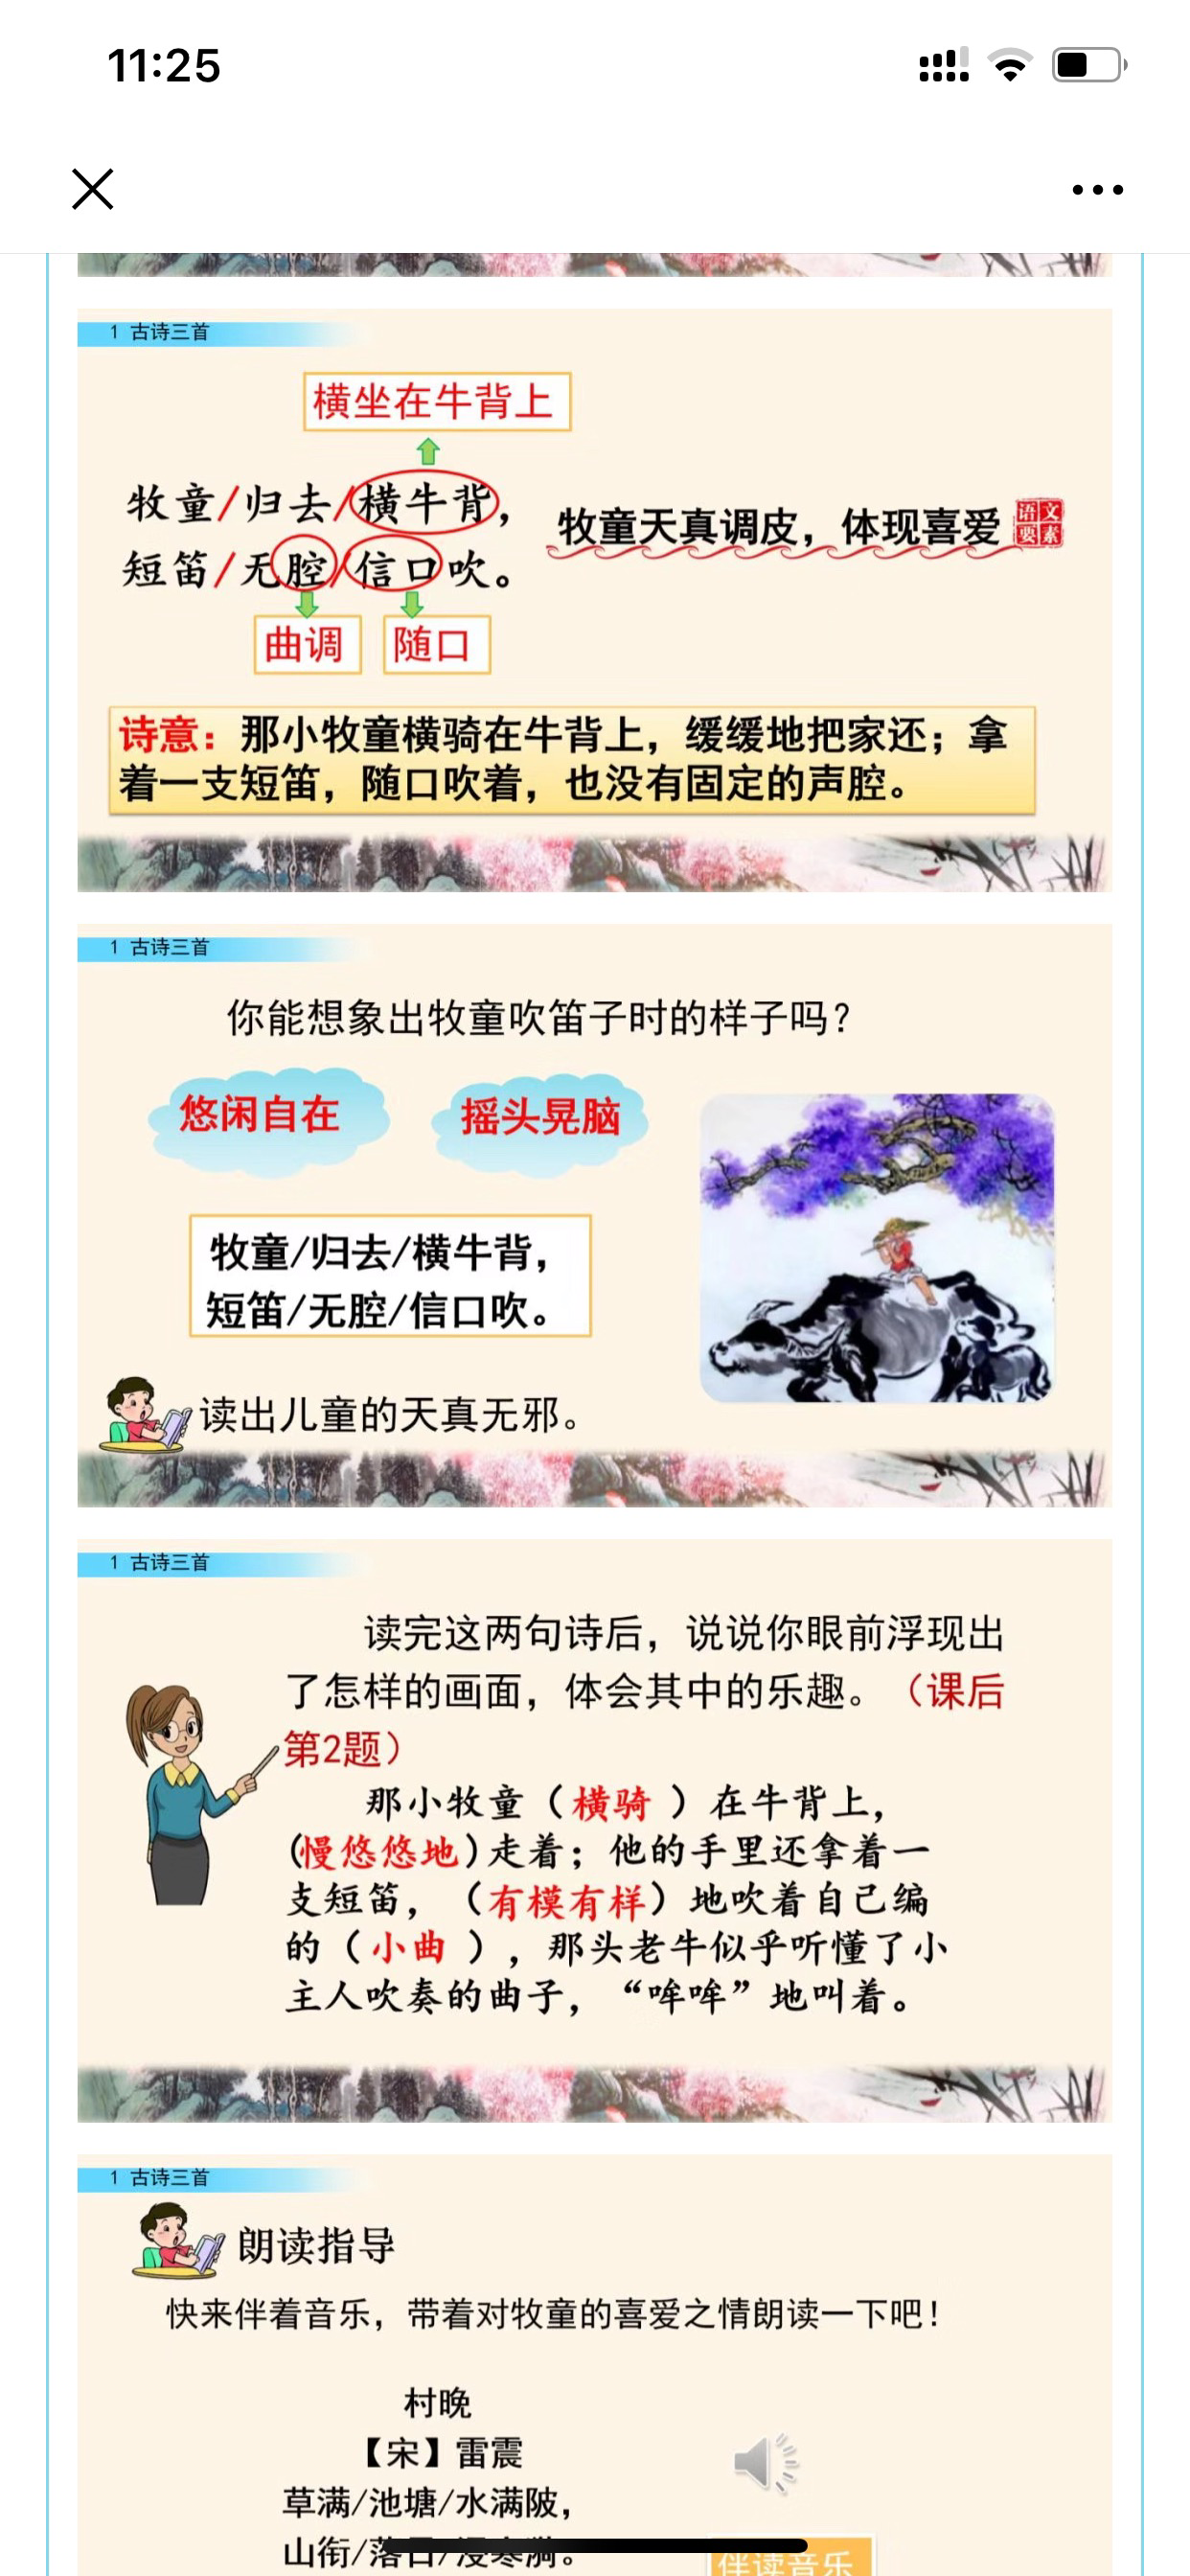 11:25
1 古诗三首
横坐在牛背上
牧童/归去/横牛背，
短笛/无腔/信口吹。
牧童天真调皮，体现喜爱
语文
要素
曲调 随口
诗意：那小牧童横骑在牛背上，缓缓地把家还；拿
着一支短笛，随口吹着，也没有固定的声腔。
1 古诗三首
你能想象出牧童吹笛子时的样子吗？
悠闲自在 摇头晃脑
牧童/归去/横牛背，
短笛/无腔/信口吹。
读出儿童的天真无邪。
1 古诗三首
读完这两句诗后，说说你眼前浮现出
了怎样的画面，体会其中的乐趣。（课后
第2题）
那小牧童（横骑）在牛背上，
(慢悠悠地)走着；他的手里还拿着一
支短笛，（有模有样）地吹着自己编
的（小曲），那头老牛似乎听懂了小
主人吹奏的曲子，“哞哞”地叫着。
1 古诗三首
朗读指导
快来伴着音乐，带着对牧童的喜爱之情朗读一下吧！
村晚
【宋】雷震
草满/池塘/水满陂，
山衔/落日/浸寒漪。
伴读音乐